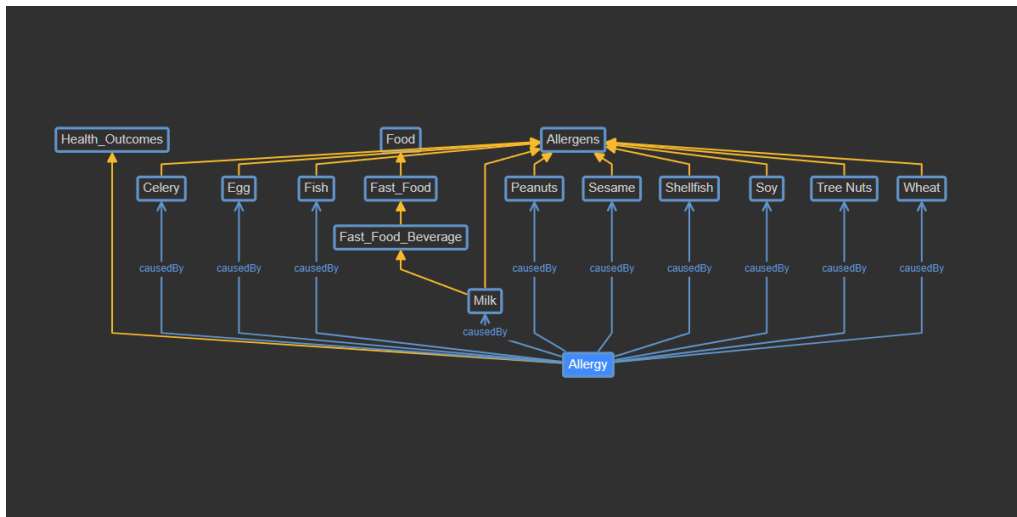 Health_Outcomes
Food
Allergens
Celery
Egg
Fish
Fast_Food
Peanuts
Sesame
Shellfish
Soy
Tree Nuts
Wheat
Fast_Food_Beverage
causedBy
causedBy
causedBy
causedBy
causedBy
causedBy
causedBy
causedBy
causedBy
Milk
causedBy
Allergy